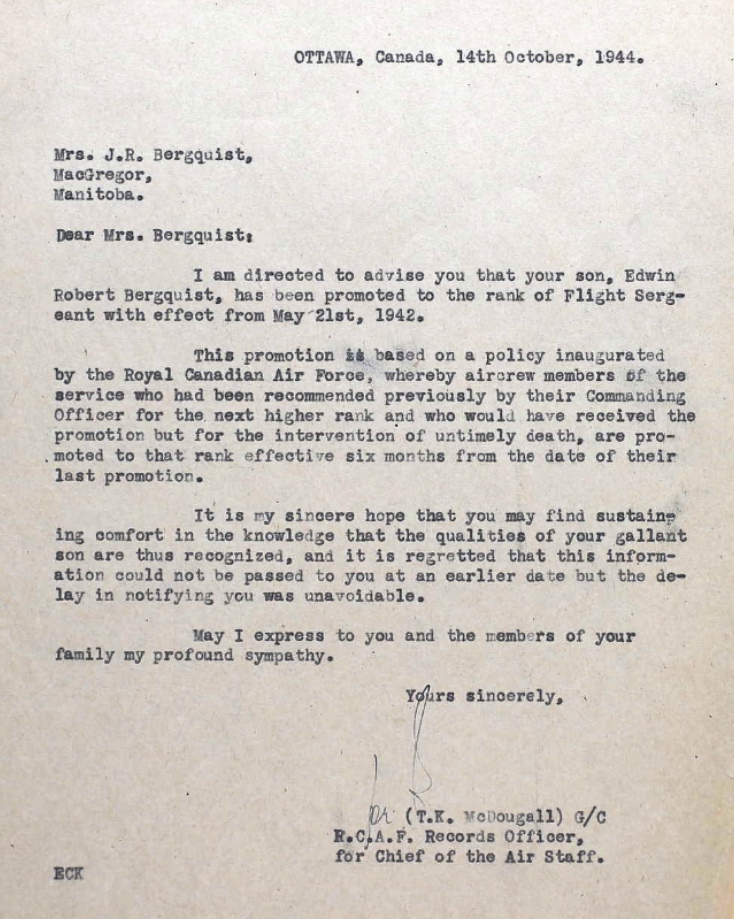 OTTAWA, Canada, 14th October, 1944.
Mrs. J.R. Bergquist,
MacGregor,
Manitoba.
Dear Mrs. Bergquist:
I am directed to advise you that your son, Edwin
Robert Bergquist, has been promoted to the rank of Flight Serg-
eant with effect from May 21st, 1942.
This promotion is based on a policy inaugurated
by the Royal Canadian Air Force, whereby aircrew members of the
service who had been recommended previously by their Commanding
Officer for the next higher rank and who would have received the
promotion but for the intervention of untimely death, are pro-
moted to that rank effective six months from the date of their
last promotion.
It is my sincere hope that you may find sustain-
ing comfort in the knowledge that the qualities of your gallant
son are thus recognized, and it is regretted that this inform-
ation could not be passed to you at an earlier date but the de-
lay in notifying you was unavoidable.
May I express to you and the members of your
family my profound sympathy.
Yours sincerely,
for (T.K. McDougall) G/C
R.C.A.F. Records Officer,
for Chief of the Air Staff.
ECK